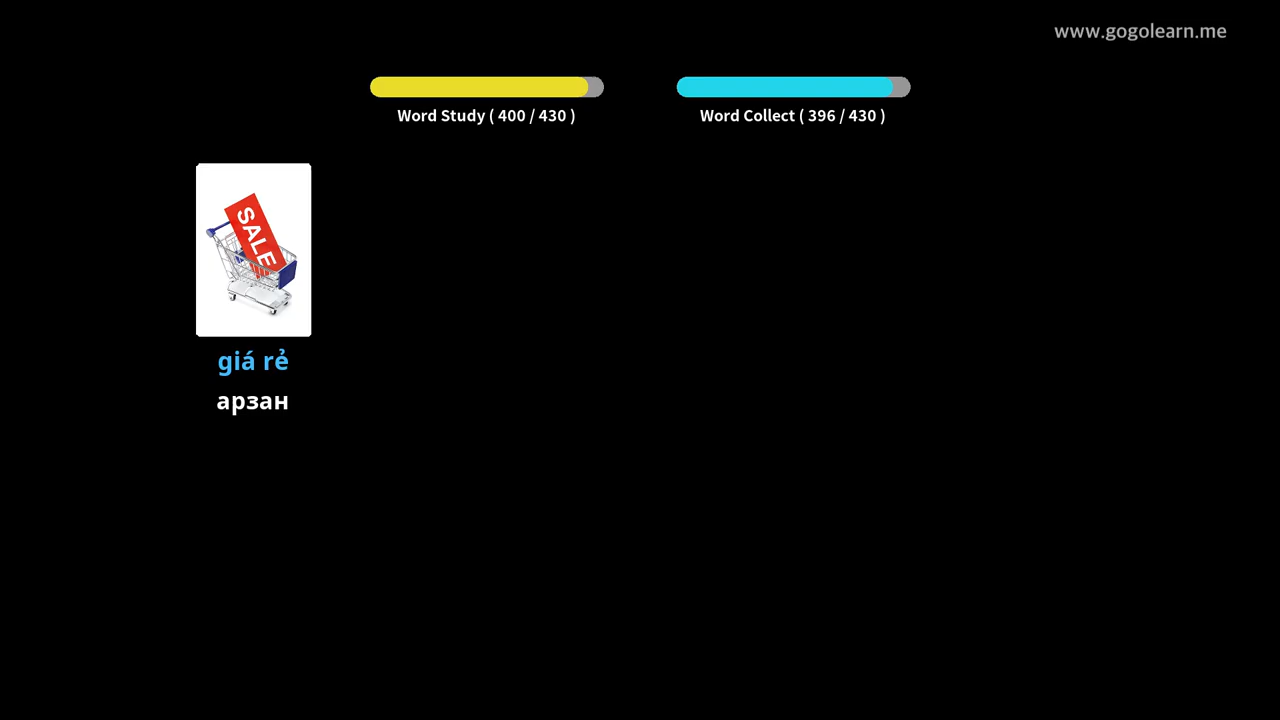 www.gogolearn.me
Word Study ( 400 / 430 )
Word Collect ( 396 / 430 )
SALE
giá rẻ
арзан